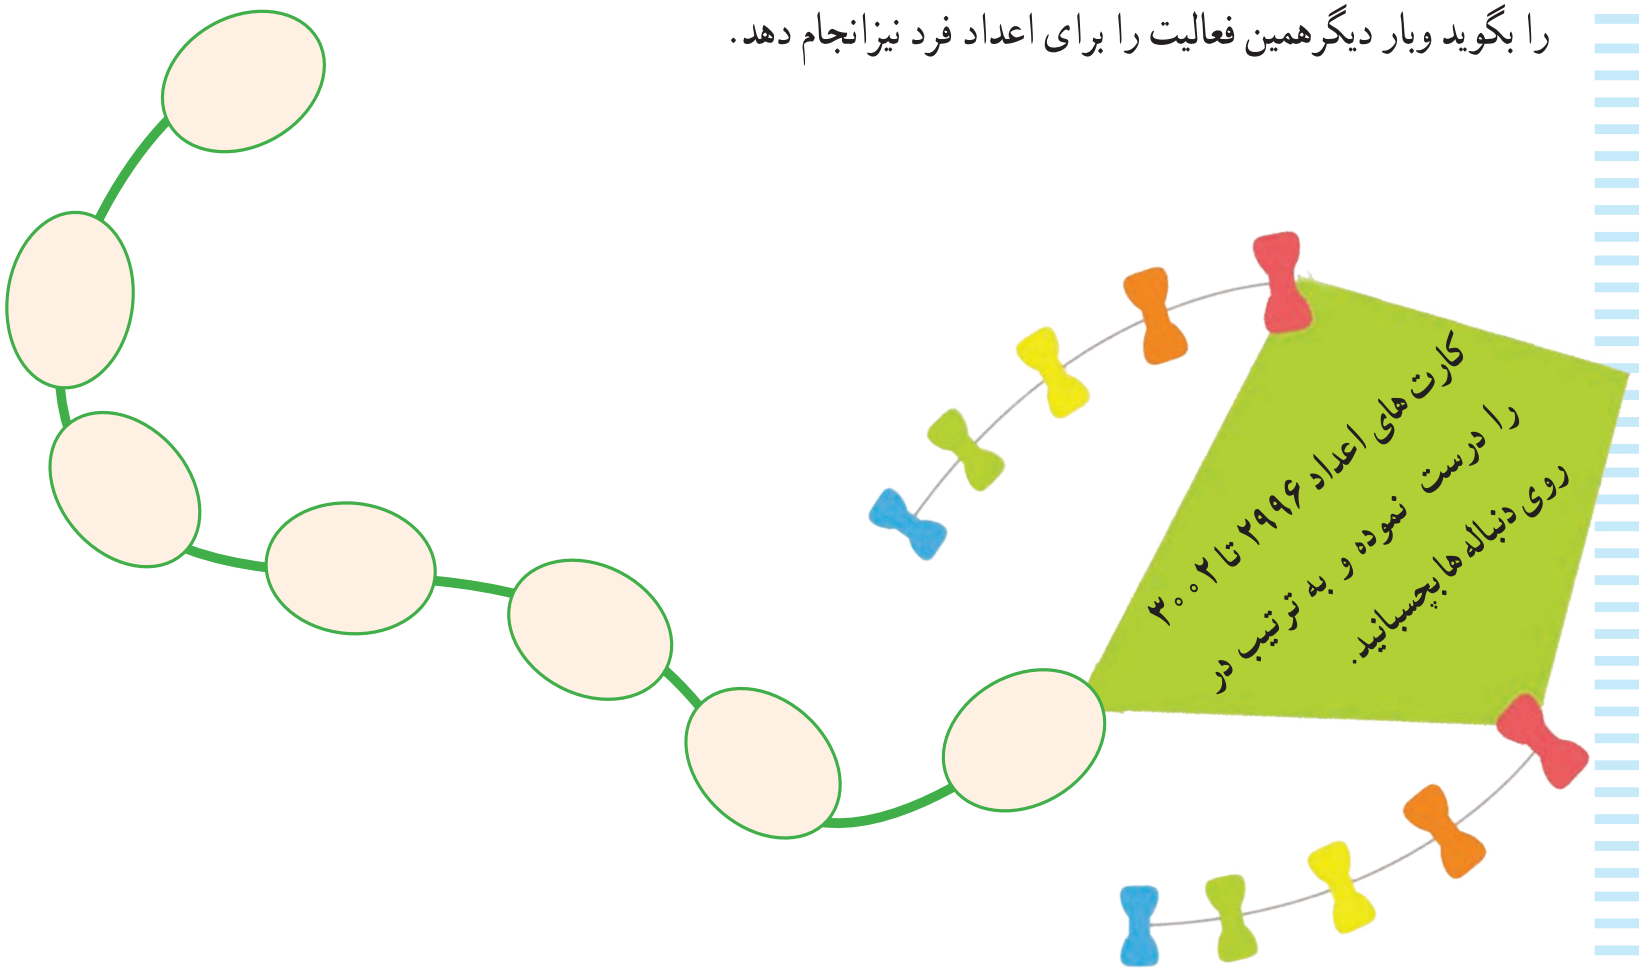 را بگوید وبار دیگرهمین فعالیت را برای اعداد فرد نیزانجام دهد.
کارت های اعداد ۲۹۹۶ تا ۳۰۰۲
را درست نموده و به ترتیب در
روی دنباله هابچسبانید.